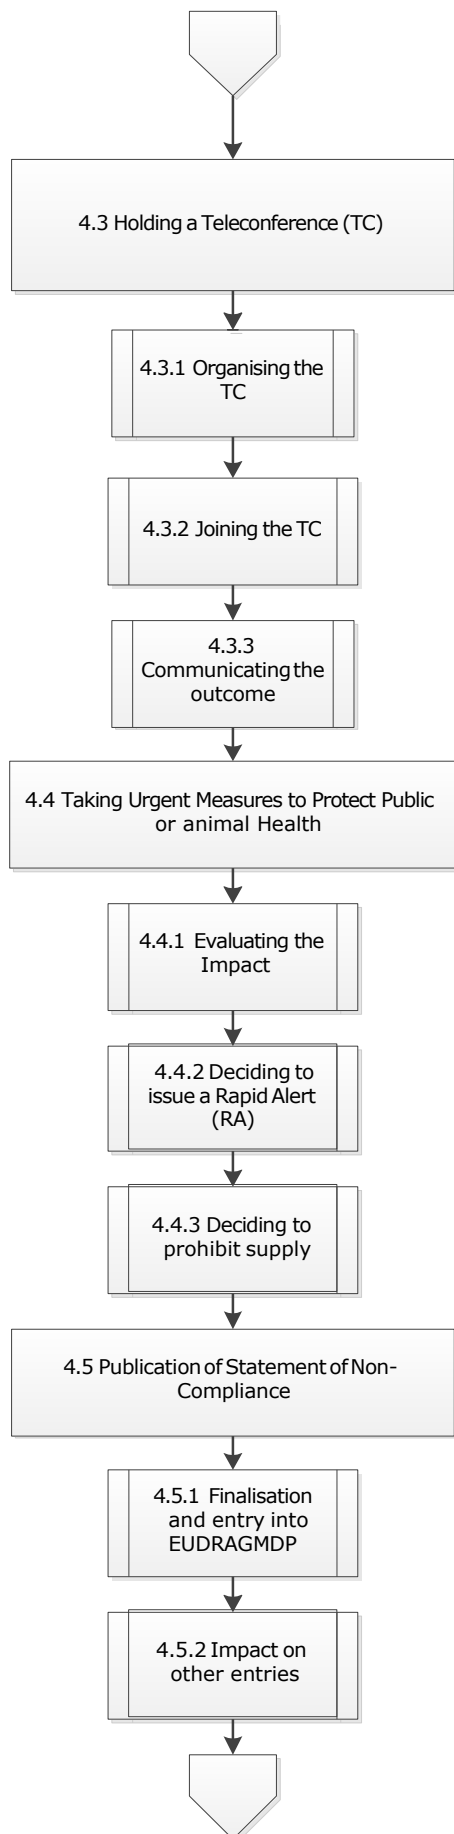 4.3 Holding a Teleconference (TC)
4.3.1 Organising the
TC
4.3.2 Joining the TC
4.3.3
Communicating the
outcome
4.4 Taking Urgent Measures to Protect Public
or animal Health
4.4.1 Evaluating the
Impact
4.4.2 Deciding to
issue a Rapid Alert
(RA)
4.4.3 Deciding to
prohibit supply
4.5 Publication of Statement of Non-
Compliance
4.5.1 Finalisation
and entry into
EUDRAGMDP
4.5.2 Impact on
other entries